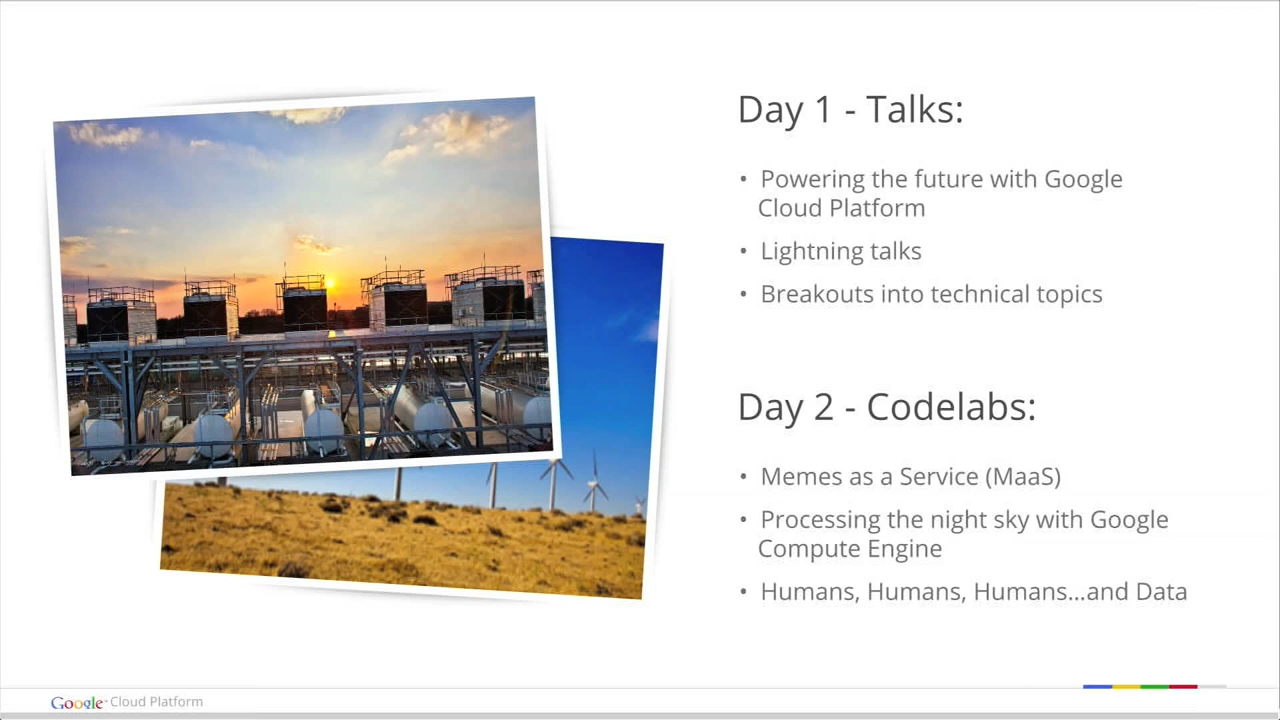 Day 1 - Talks:
• Powering the future with Google
Cloud Platform
• Lightning talks
• Breakouts into technical topics
Day 2 - Codelabs:
• Memes as a Service (MaaS)
• Processing the night sky with Google
Compute Engine
• Humans, Humans, Humans...and Data
Google Cloud Platform